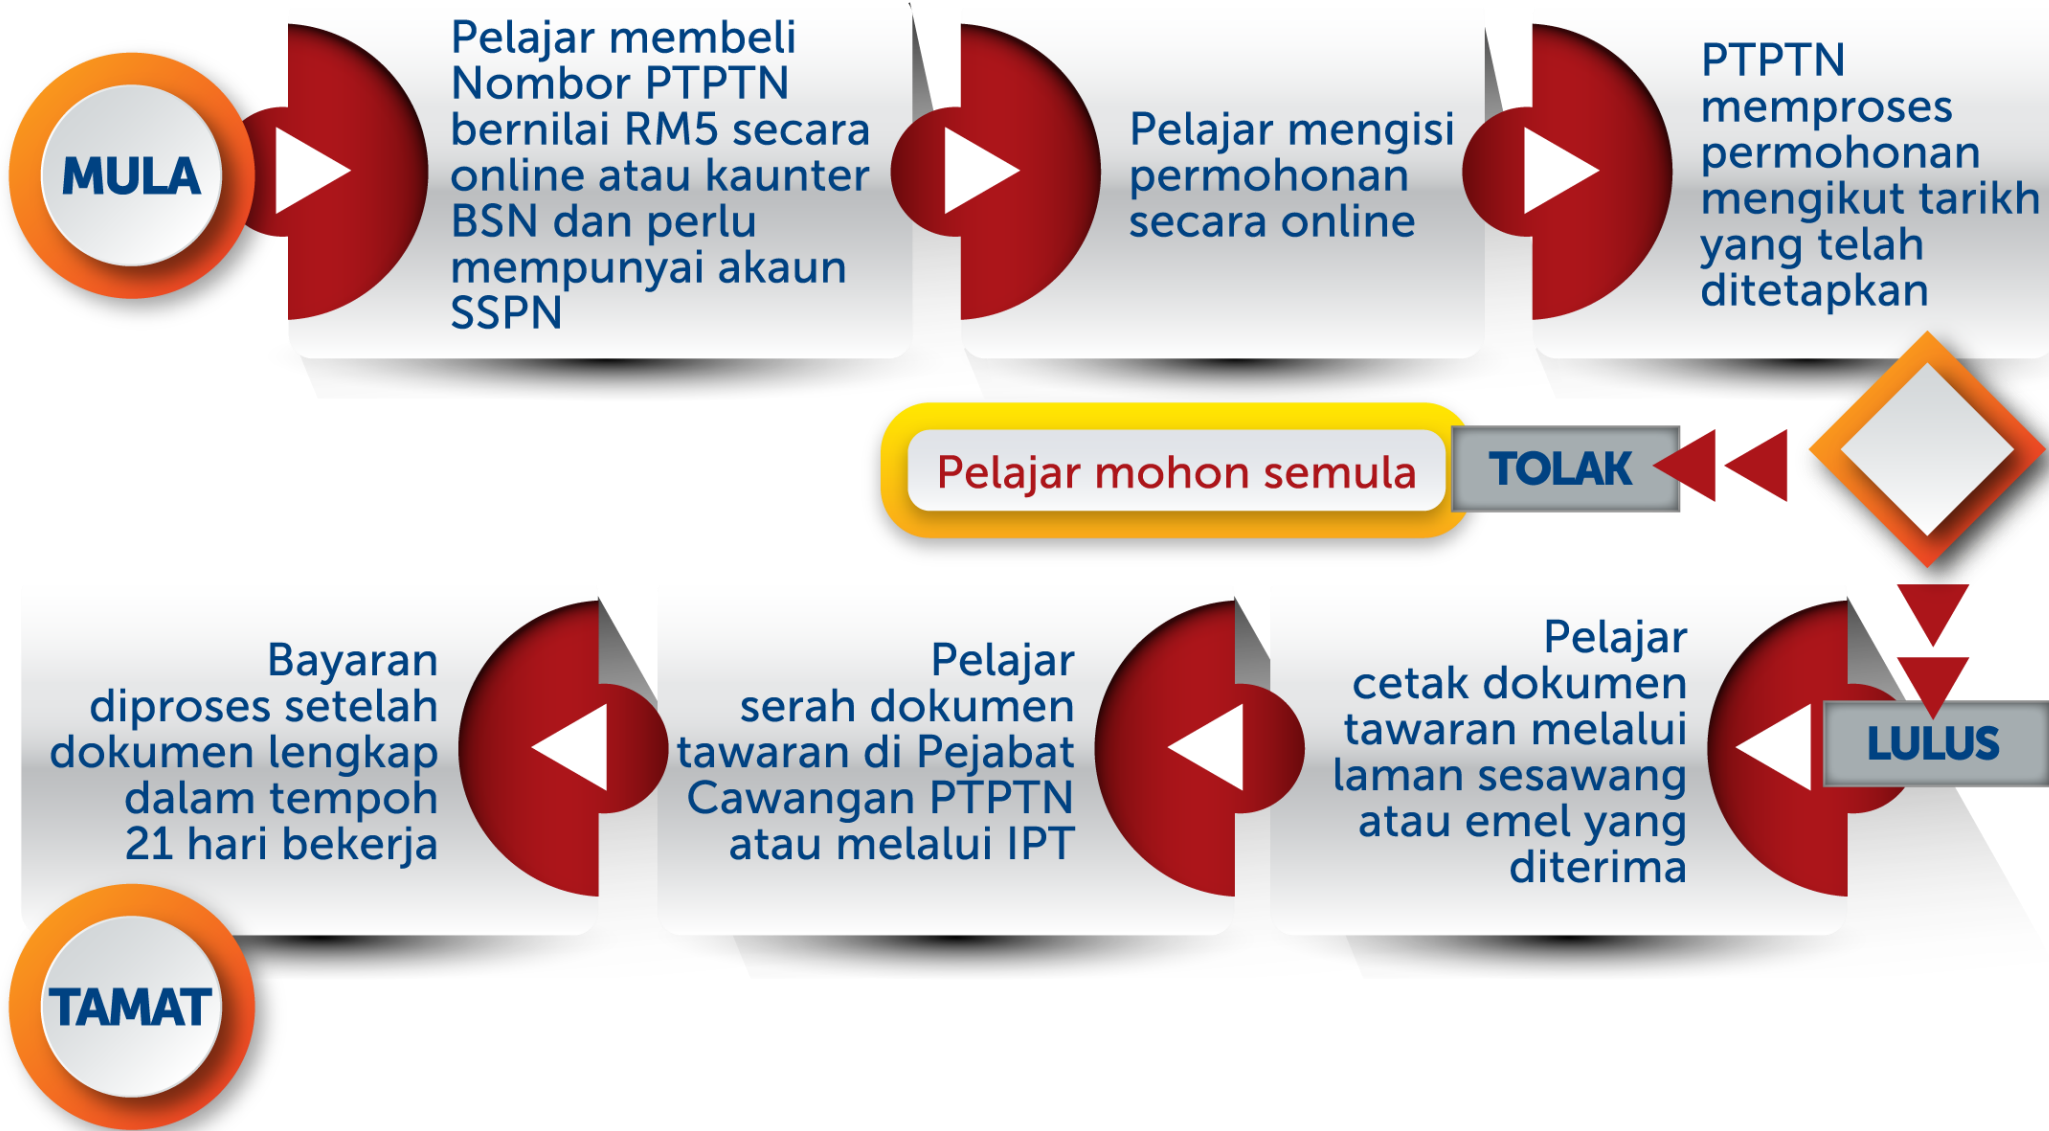 MULA
Pelajar membeli
Nombor PTPTN
bernilai RM5 secara
online atau kaunter
BSN dan perlu
mempunyai akaun
SSPN
Pelajar mengisi
permohonan
secara online
PTPTN
memproses
permohonan
mengikut tarikh
yang telah
ditetapkan
TOLAK
Pelajar mohon semula
LULUS
Pelajar
cetak dokumen
tawaran melalui
laman sesawang
atau emel yang
diterima
Pelajar
serah dokumen
tawaran di Pejabat
Cawangan PTPTN
atau melalui IPT
Bayaran
diproses setelah
dokumen lengkap
dalam tempoh
21 hari bekerja
TAMAT